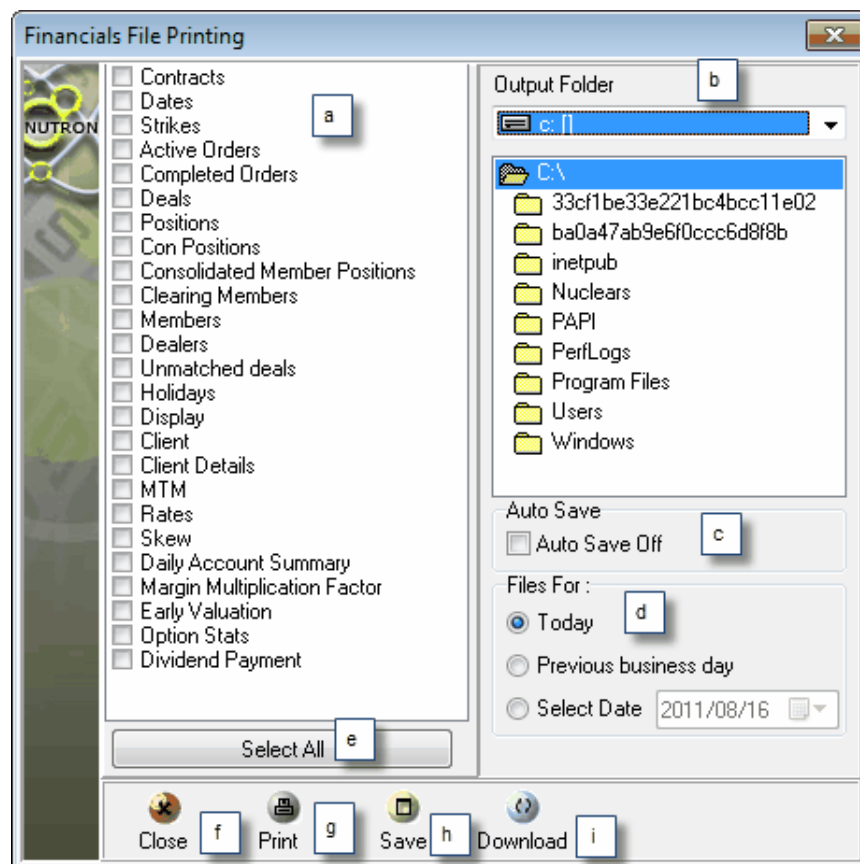 Financials File Printing
NUTRON
Contracts
Dates
Strikes
Active Orders
Completed Orders
Deals
Positions
Con Positions
Consolidated Member Positions
Clearing Members
Members
Dealers
Unmatched deals
Holidays
Display
Client
Client Details
MTM
Rates
Skew
Daily Account Summary
Margin Multiplication Factor
Early Valuation
Option Stats
Dividend Payment
a
Select All e
Output Folder b
c: []
C:\
33cf1be33e221bc4bcc11e02
ba0a47ab9e6f0ccc6d8f8b
inetpub
Nuclears
PAPI
PerfLogs
Program Files
Users
Windows
Auto Save
Auto Save Off c
Files For :
Today d
Previous business day
Select Date 2011/08/16
Close f Print g Save h Download i